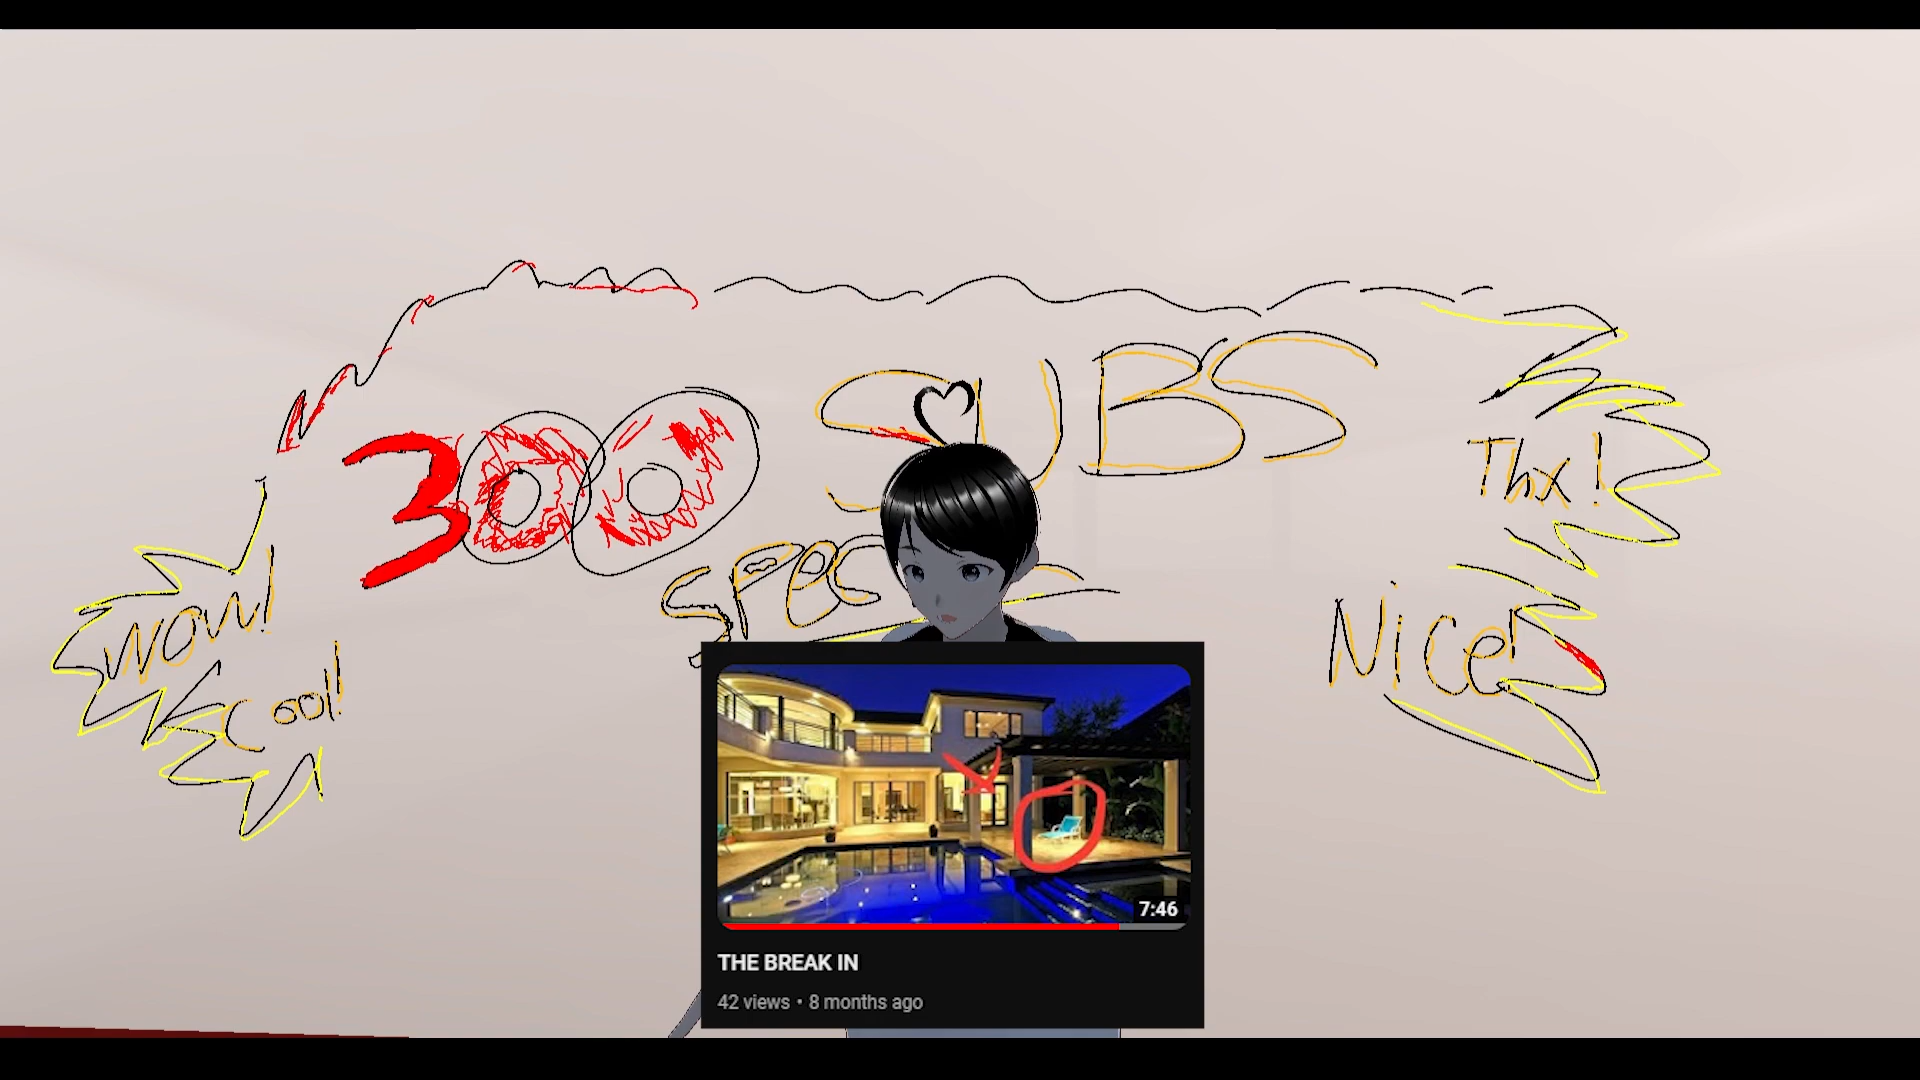 300 SUBS
SPEC
Thx!
Nice!
WOW!
Cool!
7:46
THE BREAK IN
42 views • 8 months ago